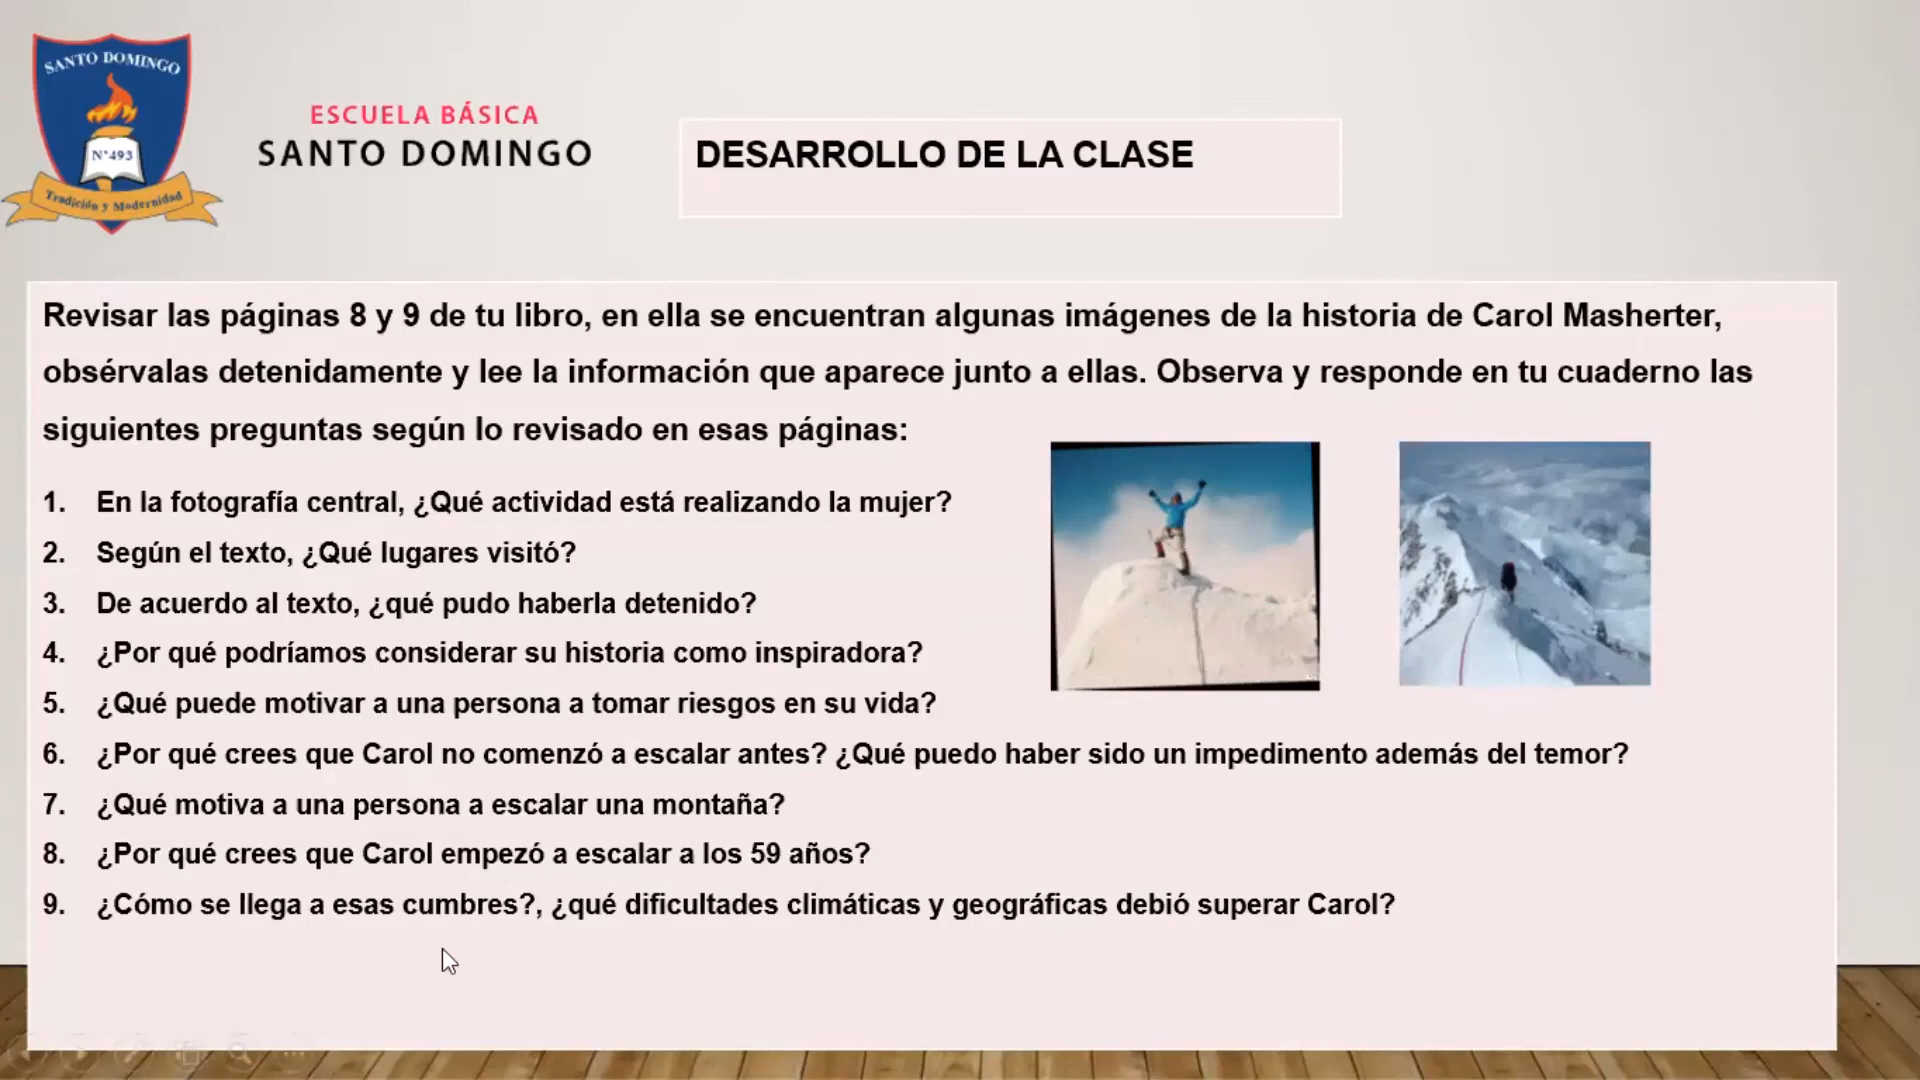 SANTO DOMINGO
N°493
Tradición y Modernidad
ESCUELA BÁSICA
SANTO DOMINGO
DESARROLLO DE LA CLASE
Revisar las páginas 8 y 9 de tu libro, en ella se encuentran algunas imágenes de la historia de Carol Masherter,
obsérvalas detenidamente y lee la información que aparece junto a ellas. Observa y responde en tu cuaderno las
siguientes preguntas según lo revisado en esas páginas:
1. En la fotografía central, ¿Qué actividad está realizando la mujer?
2. Según el texto, ¿Qué lugares visitó?
3. De acuerdo al texto, ¿qué pudo haberla detenido?
4. ¿Por qué podríamos considerar su historia como inspiradora?
5. ¿Qué puede motivar a una persona a tomar riesgos en su vida?
6. ¿Por qué crees que Carol no comenzó a escalar antes? ¿Qué puedo haber sido un impedimento además del temor?
7. ¿Qué motiva a una persona a escalar una montaña?
8. ¿Por qué crees que Carol empezó a escalar a los 59 años?
9. ¿Cómo se llega a esas cumbres?, ¿qué dificultades climáticas y geográficas debió superar Carol?